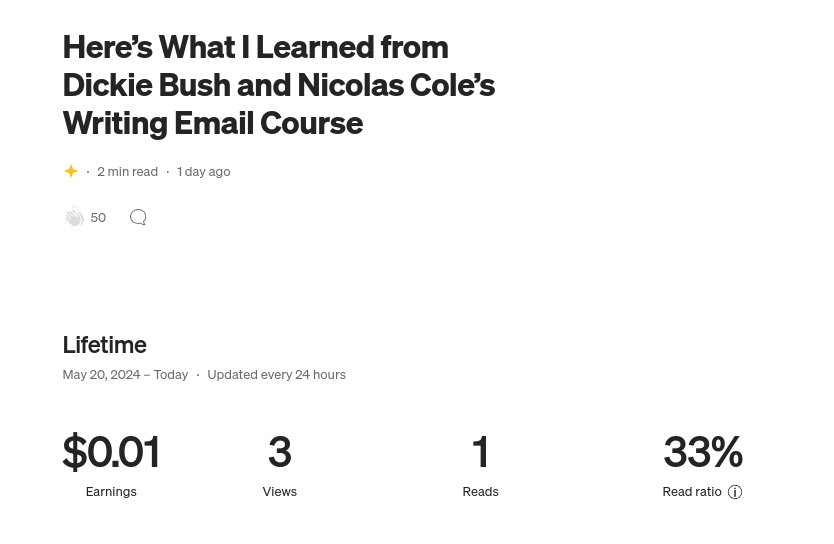 Here’s What I Learned from
Dickie Bush and Nicolas Cole’s
Writing Email Course
· 2 min read · 1 day ago
50
Lifetime
May 20, 2024 – Today · Updated every 24 hours
$0.01 3 1 33%
Earnings Views Reads Read ratio